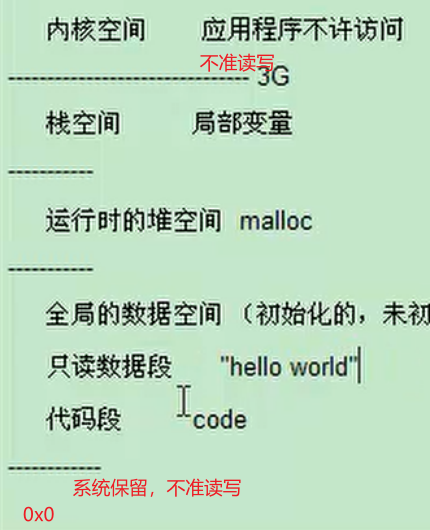 内核空间 应用程序不许访问
不准读写
------------------------------ 3G
栈空间 局部变量
-----------
运行时的堆空间 malloc
-----------
全局的数据空间（初始化的，未初
只读数据段 "hello world"
代码段 code
------------
系统保留，不准读写
0x0